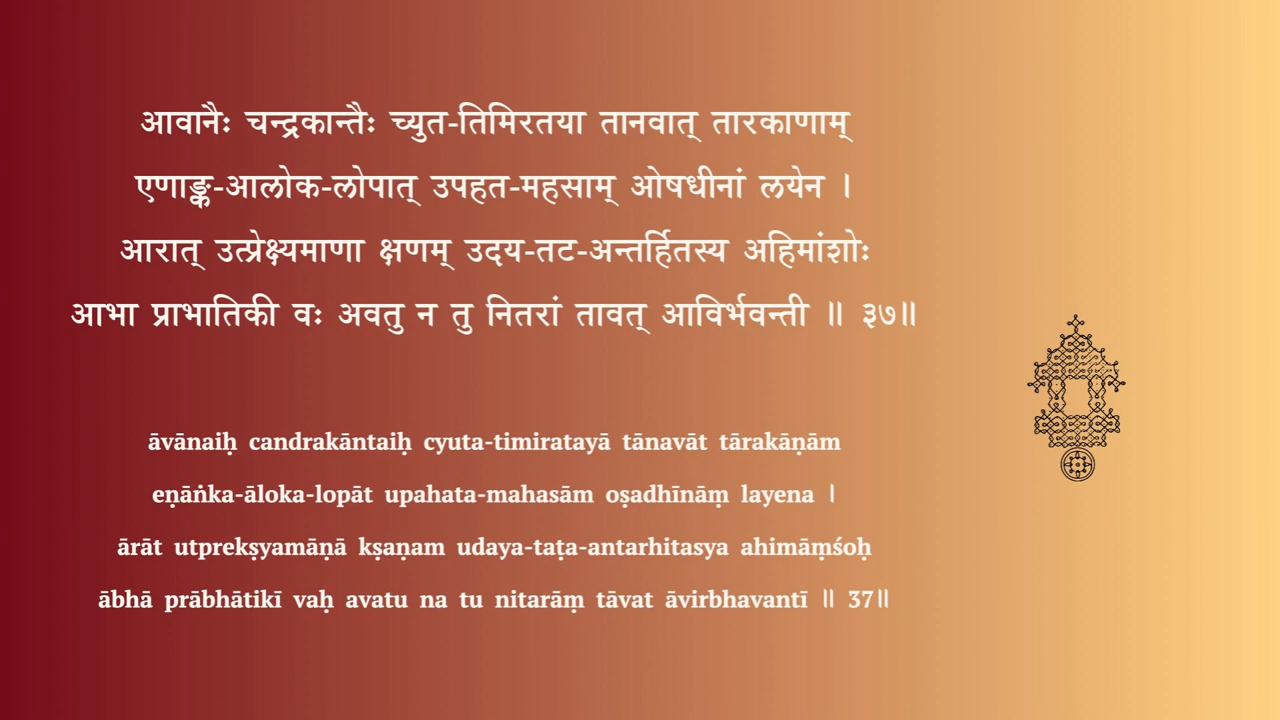 आवानैः चन्द्रकान्तैः च्युत-तिमिरतया तानवात् तारकाणाम्
एणाङ्क-आलोक-लोपात् उपहत-महसाम् ओषधीनां लयेन ।
आरात् उत्प्रेक्ष्यमाणा क्षणम् उदय-तट-अन्तर्हितस्य अहिमांशोः
आभा प्राभातिकी वः अवतु न तु नितरां तावत् आविर्भवन्ती ॥ ३७॥
āvānaiḥ candrakāntaiḥ cyuta-timiratayā tānavāt tārakāṇām
eṇāṅka-āloka-lopāt upahata-mahasām oṣadhīnāṃ layena ।
ārāt utprekṣyamāṇā kṣaṇam udaya-taṭa-antarhitasya ahimāṃśoḥ
ābhā prābhātikī vaḥ avatu na tu nitarāṃ tāvat āvirbhavantī ॥ 37॥